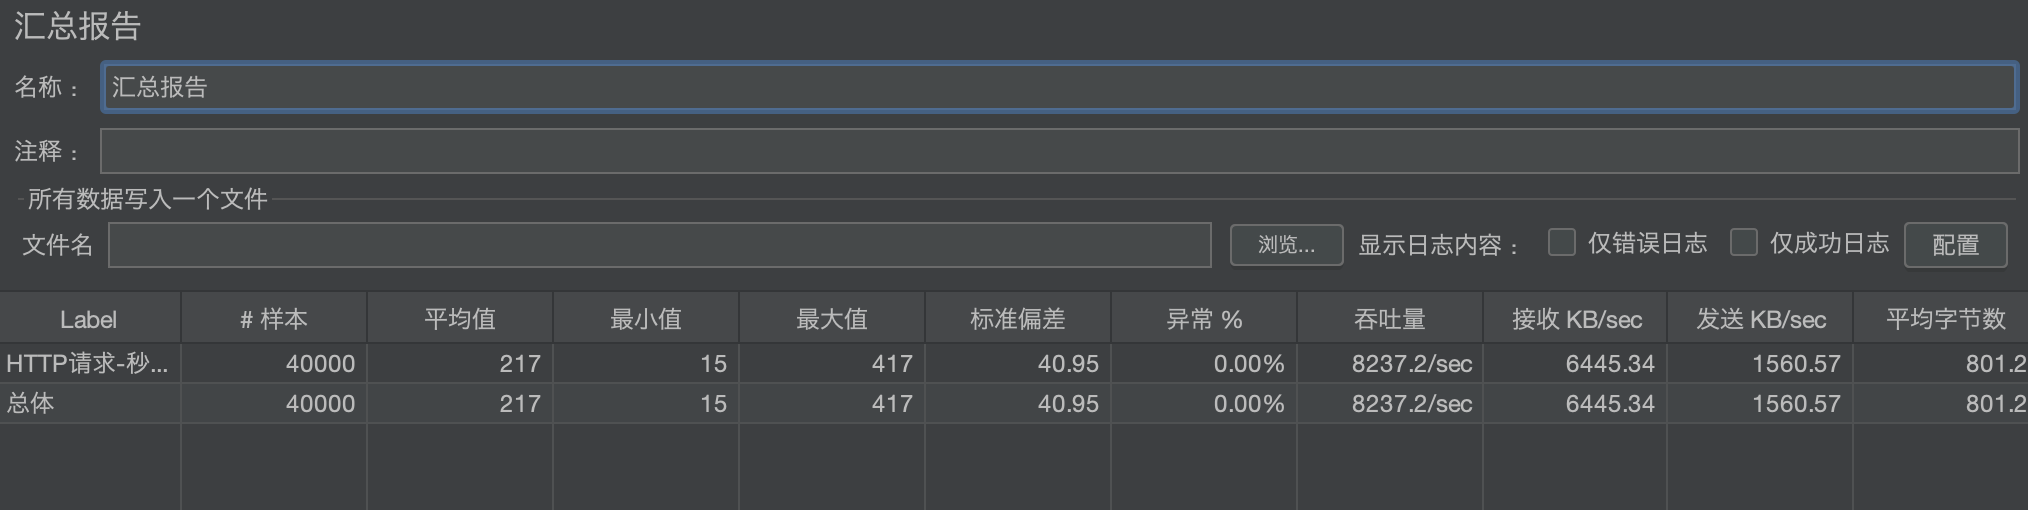 汇总报告
名称： 汇总报告
注释：
所有数据写入一个文件
文件名 浏览... 显示日志内容： 仅错误日志 仅成功日志 配置
Label # 样本 平均值 最小值 最大值 标准偏差 异常 % 吞吐量 接收 KB/sec 发送 KB/sec 平均字节数
HTTP请求-秒... 40000 217 15 417 40.95 0.00% 8237.2/sec 6445.34 1560.57 801.2
总体 40000 217 15 417 40.95 0.00% 8237.2/sec 6445.34 1560.57 801.2